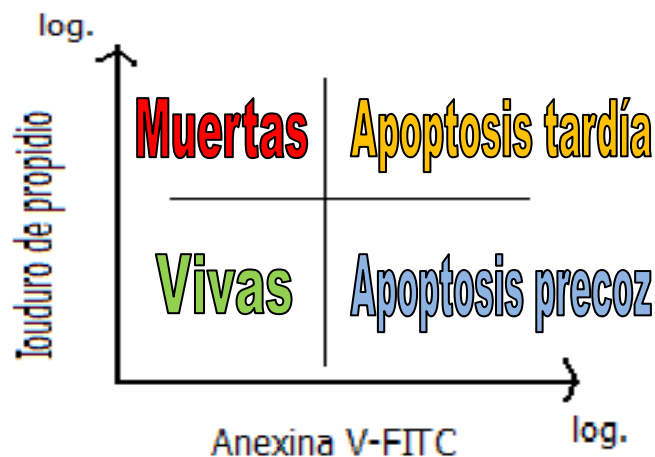 log.
Muertas
Apoptosis tardía
Iouduro de propidio
Vivas
Apoptosis precoz
Anexina V-FITC
log.